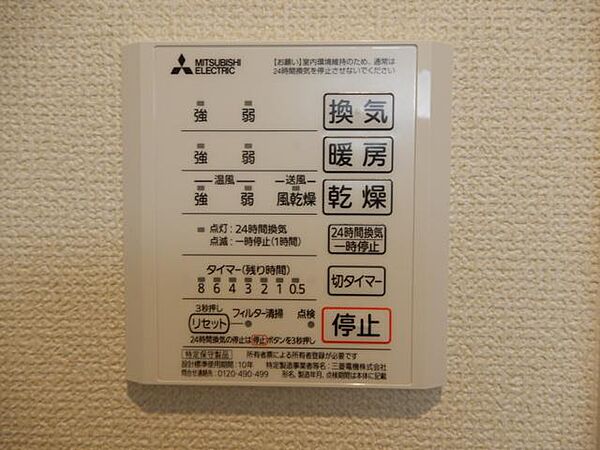 MITSUBISHI
ELECTRIC
【お願い】室内環境維持のため、通常は
24時間換気を停止させないでください
強 弱 換気
強 弱 暖房
温風 送風
強 弱 風乾燥 乾燥
点灯:24時間換気
点滅:一時停止(1時間)
24時間換気
一時停止
タイマー(残り時間)
8 6 4 3 2 1 0.5
切タイマー
3秒押し
リセット フィルター清掃 点検
停止
24時間換気の停止は停止ボタンを3秒押し
特定保守製品 所有者票による所有者登録が必要です
設計標準使用期間:10年 特定製造事業者等名:三菱電機株式会社
問合せ連絡先:0120-490-499 形名、製造年月、点検期間は本体に記載